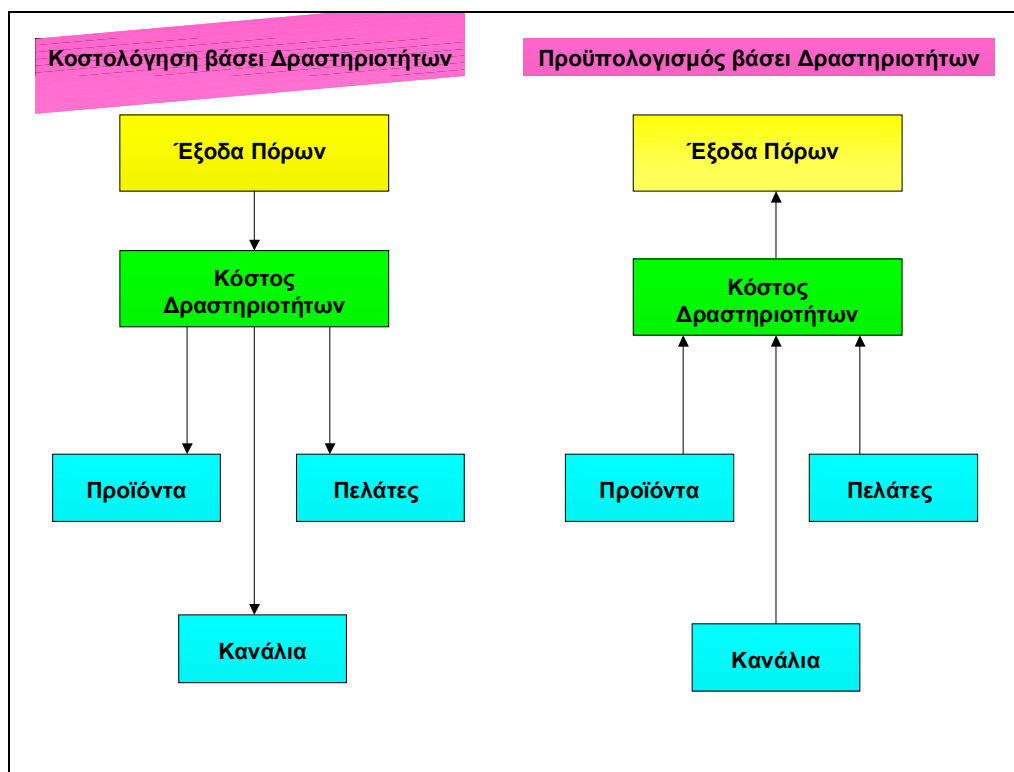 Κοστολόγηση βάσει Δραστηριοτήτων
Έξοδα Πόρων
Κόστος
Δραστηριοτήτων
Προϊόντα
Πελάτες
Κανάλια
Προϋπολογισμός βάσει Δραστηριοτήτων
Έξοδα Πόρων
Κόστος
Δραστηριοτήτων
Προϊόντα
Πελάτες
Κανάλια